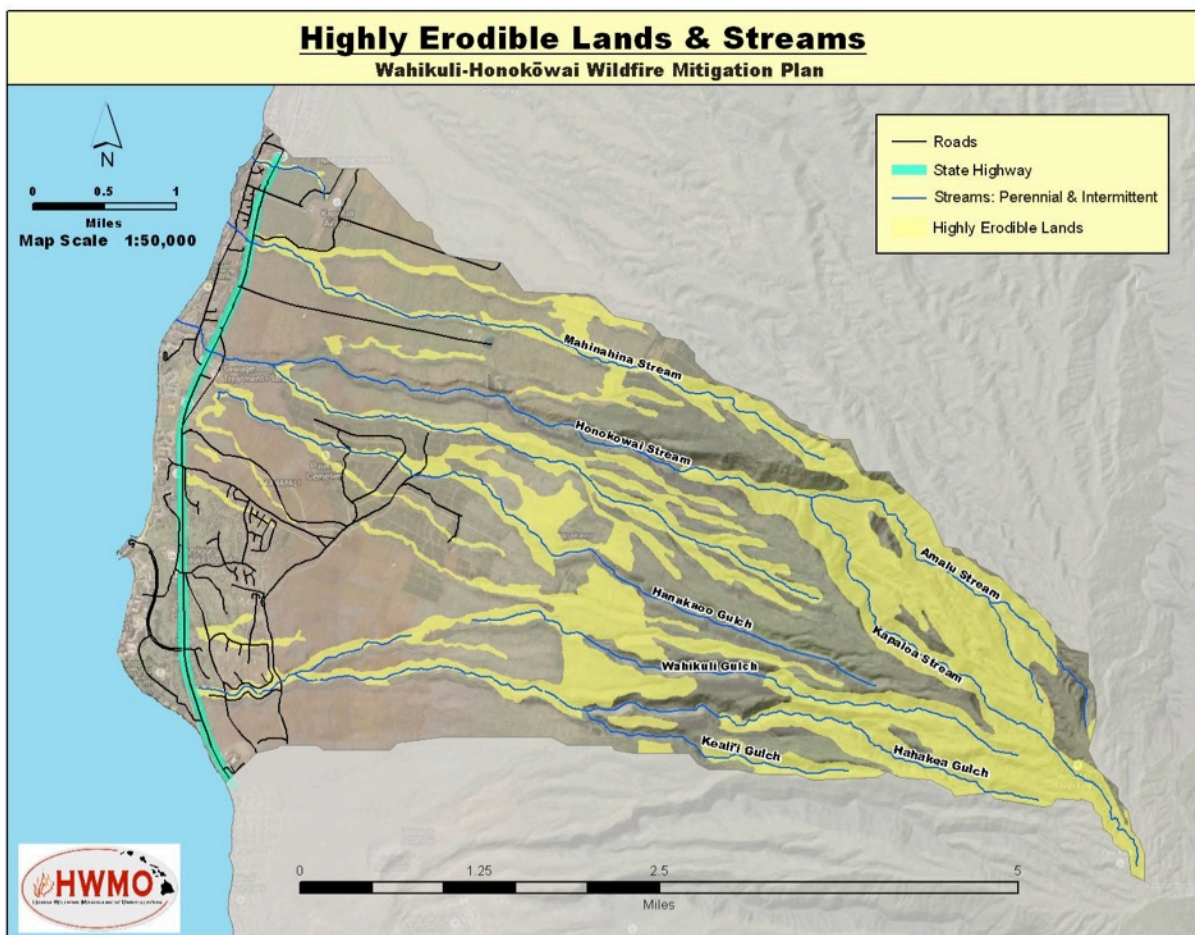 Highly Erodible Lands & Streams
Wahikuli-Honokōwai Wildfire Mitigation Plan
N
0 0.5 1
Miles
Map Scale 1:50,000
Roads
State Highway
Streams: Perennial & Intermittent
Highly Erodible Lands
Mahinahina Stream
Honokowai Stream
Amalu Stream
Kapaloa Stream
Hanakaoo Gulch
Wahikuli Gulch
Hahakea Gulch
Keali'i Gulch
HWMO
0 1.25 2.5 5
Miles